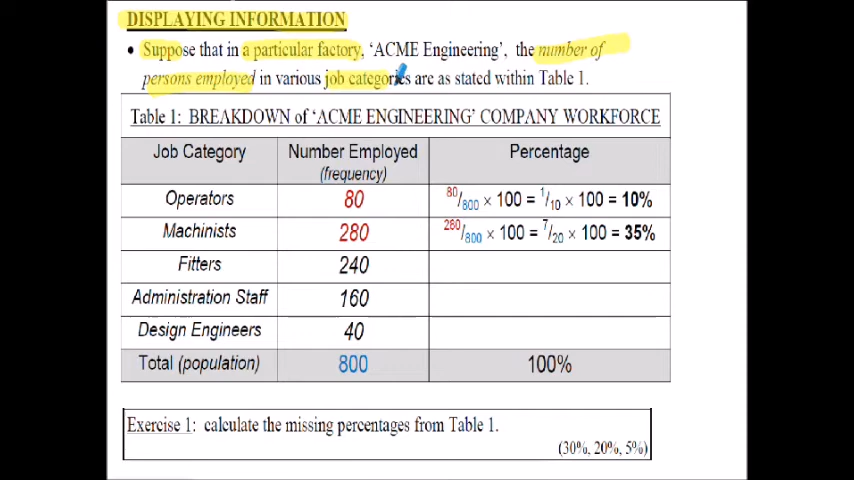 DISPLAYING INFORMATION
• Suppose that in a particular factory, ‘ACME Engineering’, the number of
persons employed in various job categories are as stated within Table 1.
Table 1: BREAKDOWN of ‘ACME ENGINEERING’ COMPANY WORKFORCE
Job Category Number Employed (frequency) Percentage
Operators 80 80/800 × 100 = 1/10 × 100 = 10%
Machinists 280 280/800 × 100 = 7/20 × 100 = 35%
Fitters 240
Administration Staff 160
Design Engineers 40
Total (population) 800 100%
Exercise 1: calculate the missing percentages from Table 1.
(30%, 20%, 5%)